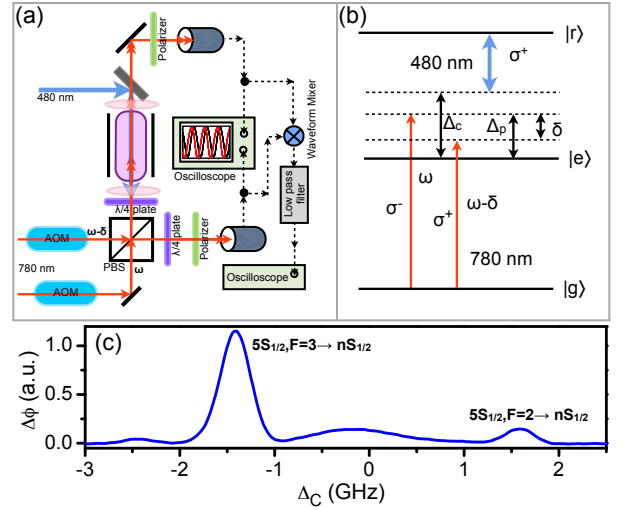 (a)
Polarizer
480 nm
Oscilloscope
Waveform Mixer
λ/4 plate
Low pass
filter
AOM
ω-δ
PBS
λ/4 plate
Polarizer
780 nm
AOM
ω
Oscilloscope
(b)
|r⟩
480 nm
σ+
Δc
Δp
δ
|e⟩
ω
σ-
σ+
ω-δ
780 nm
|g⟩
(c)
Δϕ (a.u.)
1.0
0.5
0.0
5S1/2,F=3→ nS1/2
5S1/2,F=2→ nS1/2
-3 -2 -1 0 1 2
ΔC (GHz)